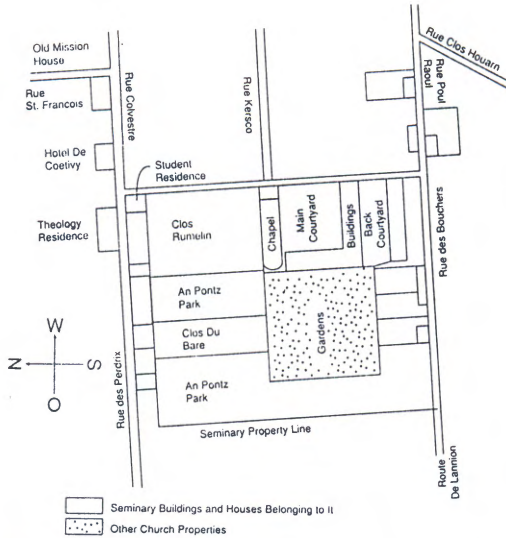 Old Mission
House
Rue
St. Francois
Hotel De
Coetivy
Theology
Residence
Rue Colvestre
Student
Residence
Rue Kersco
Rue Clos Houarn
Rue Poul
Raoul
Clos
Rumelin
Chapel
Main
Courtyard
Buildings
Back
Courtyard
Rue des Bouchers
An Pontz
Park
Clos Du
Bare
An Pontz
Park
Gardens
W
N
S
O
Rue des Perdrix
Seminary Property Line
Route
De Lannion
Seminary Buildings and Houses Belonging to It
Other Church Properties